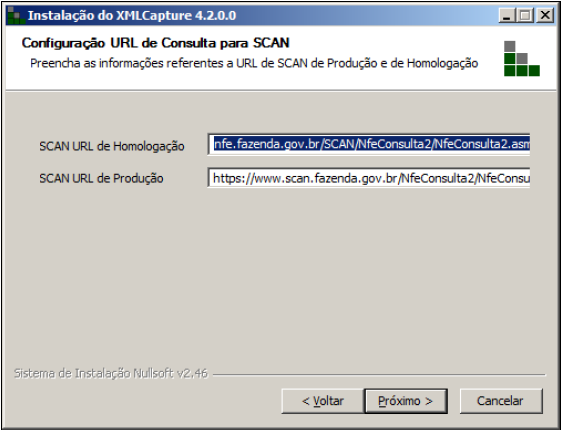 Instalação do XMLCapture 4.2.0.0
Configuração URL de Consulta para SCAN
Preencha as informações referentes a URL de SCAN de Produção e de Homologação
SCAN URL de Homologação nfe.fazenda.gov.br/SCAN/NfeConsulta2/NfeConsulta2.asm
SCAN URL de Produção https://www.scan.fazenda.gov.br/NfeConsulta2/NfeConsu
Sistema de Instalação Nullsoft v2.46
< Voltar Próximo > Cancelar